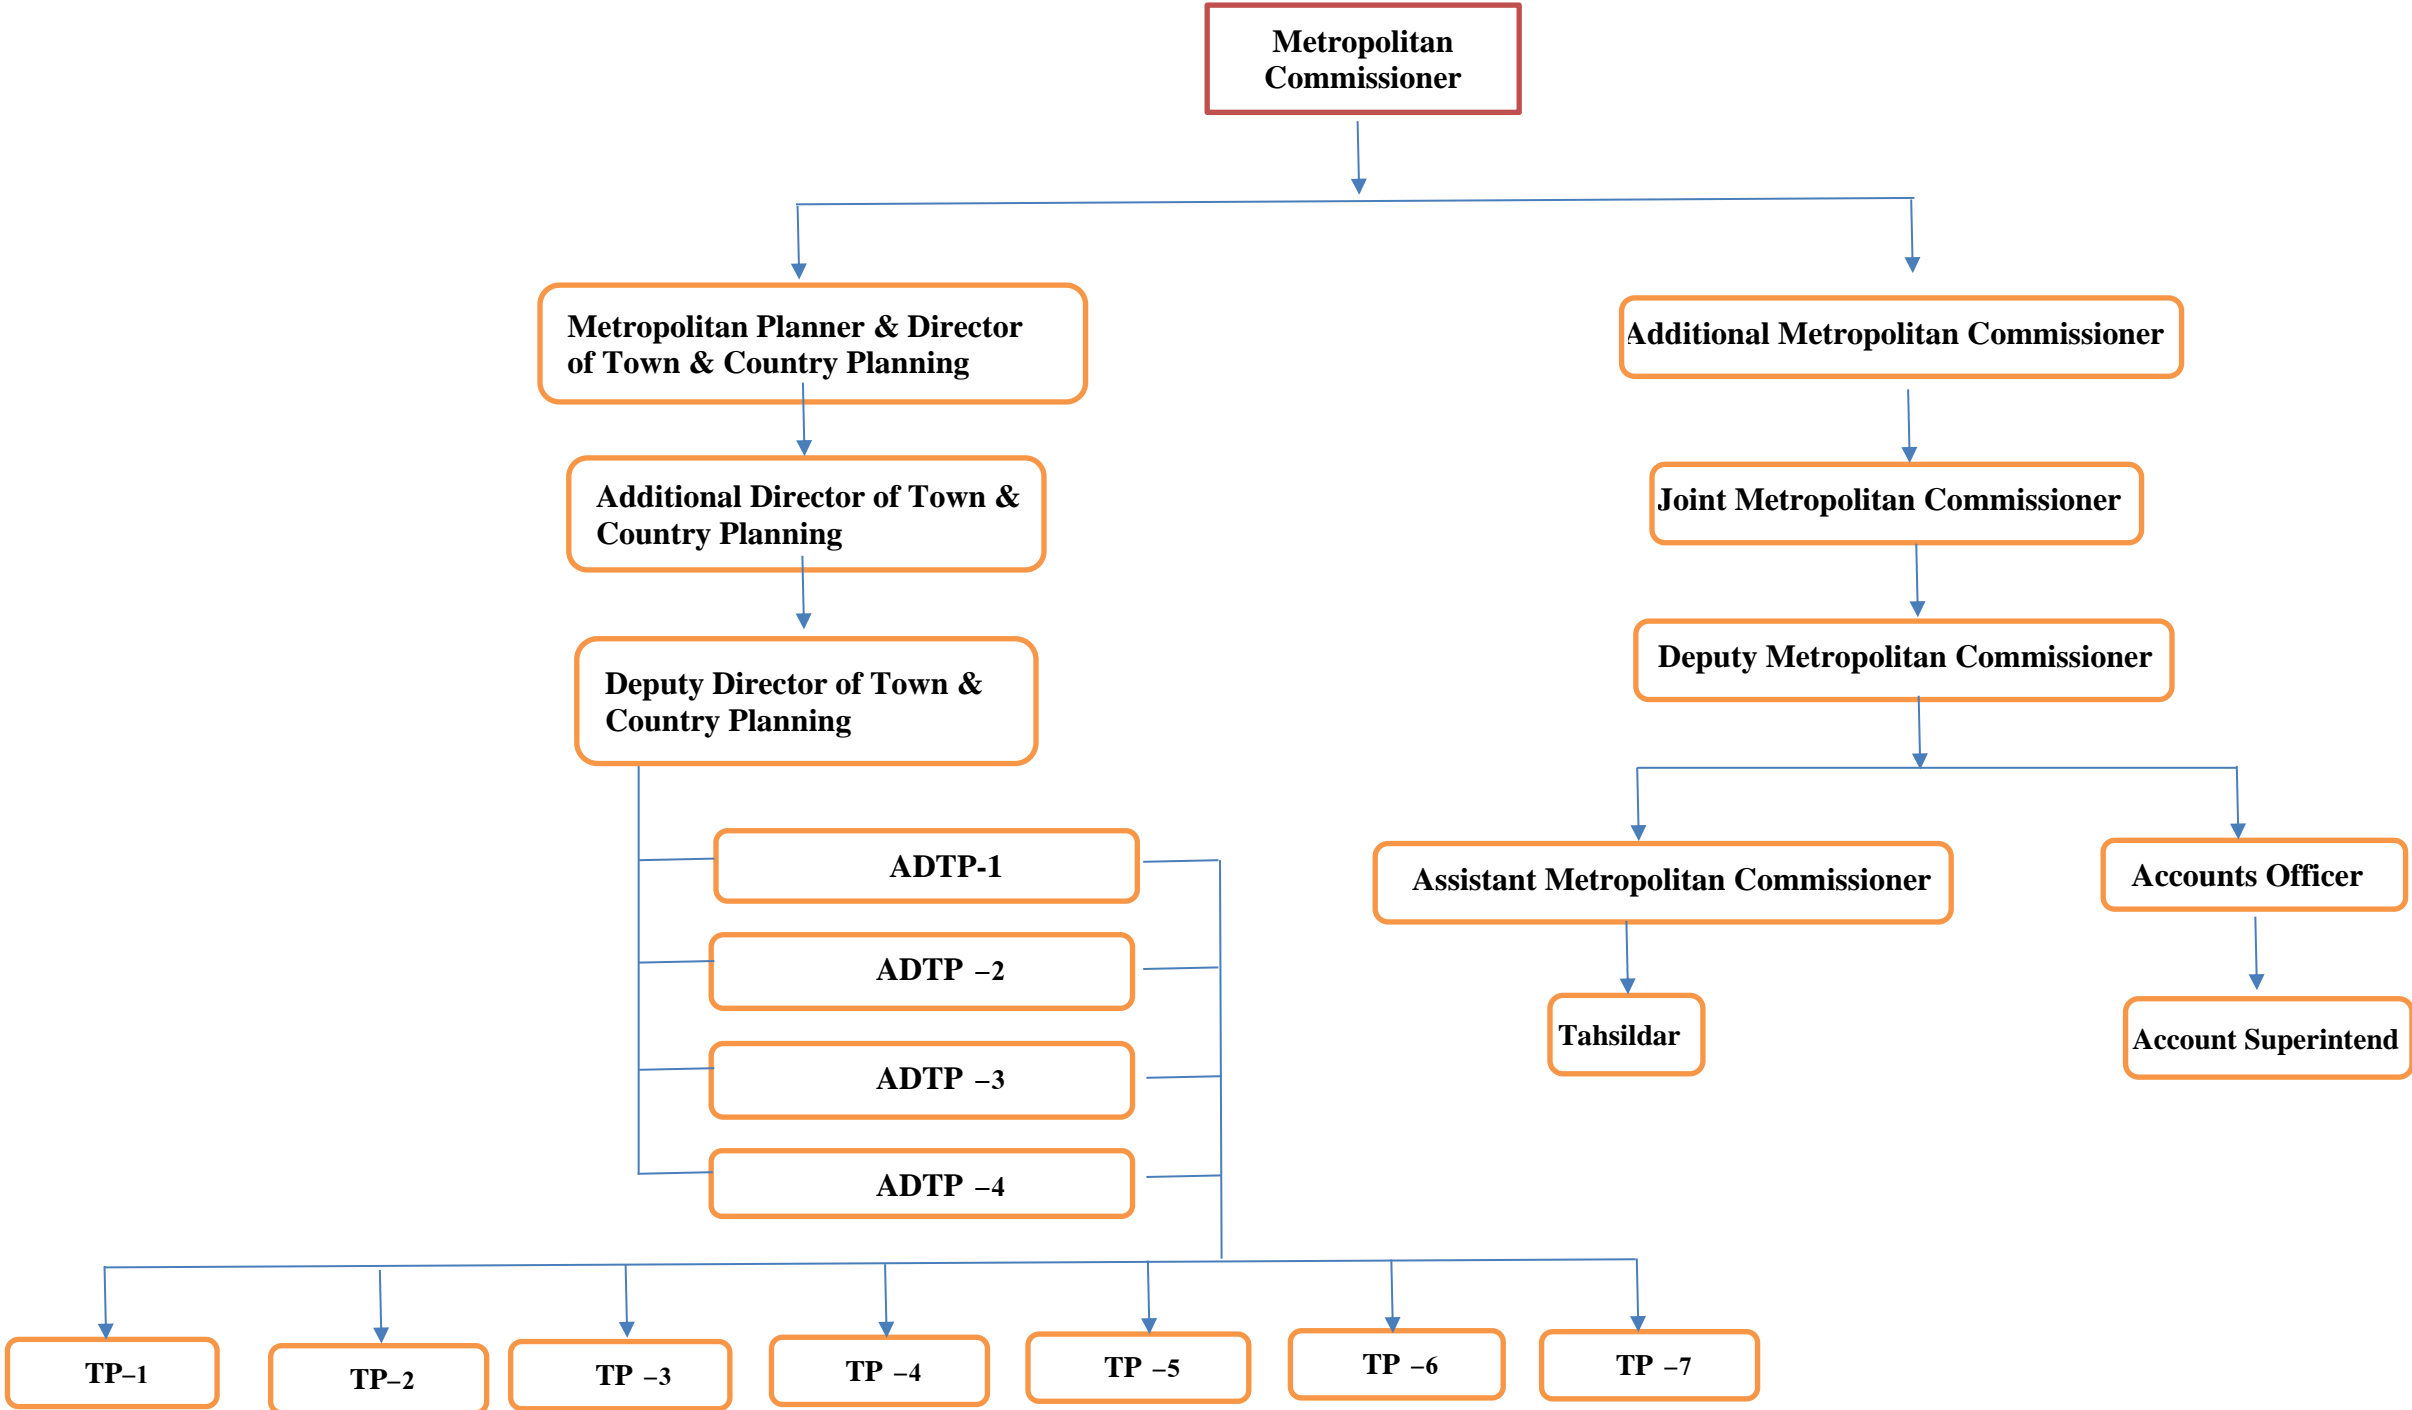 Metropolitan
Commissioner
Metropolitan Planner & Director
of Town & Country Planning
Additional Metropolitan Commissioner
Additional Director of Town &
Country Planning
Joint Metropolitan Commissioner
Deputy Director of Town &
Country Planning
Deputy Metropolitan Commissioner
ADTP-1
ADTP –2
ADTP –3
ADTP –4
Assistant Metropolitan Commissioner
Accounts Officer
Tahsildar
Account Superintend
TP–1
TP–2
TP –3
TP –4
TP –5
TP –6
TP –7